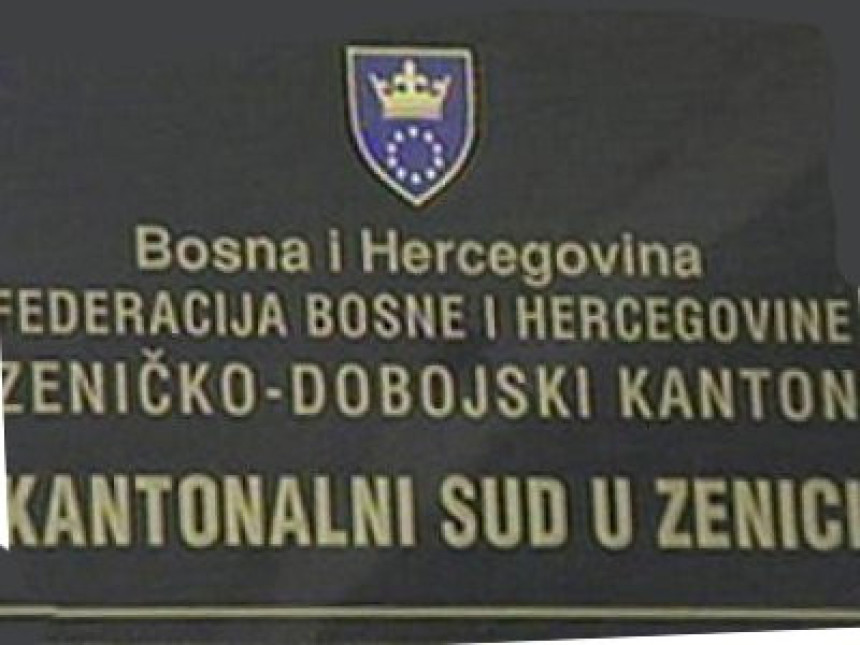 Bosna i Hercegovina
FEDERACIJA BOSNE I HERCEGOVINE
ZENIČKO-DOBOJSKI KANTON
KANTONALNI SUD U ZENICI